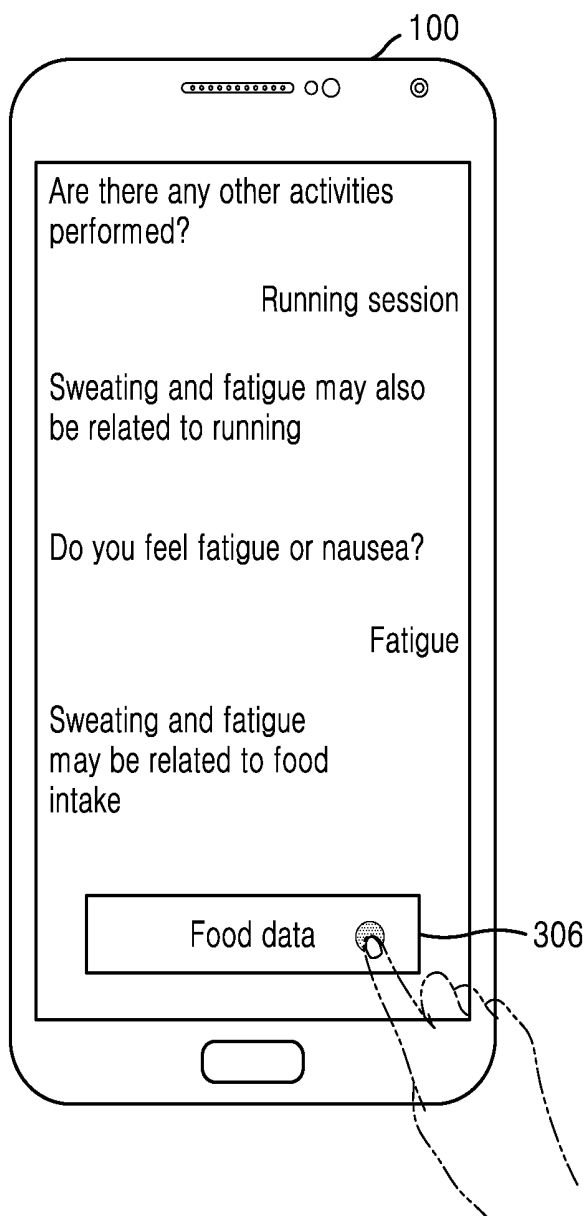 100
Are there any other activities
performed?
Running session
Sweating and fatigue may also
be related to running
Do you feel fatigue or nausea?
Fatigue
Sweating and fatigue
may be related to food
intake
Food data
306